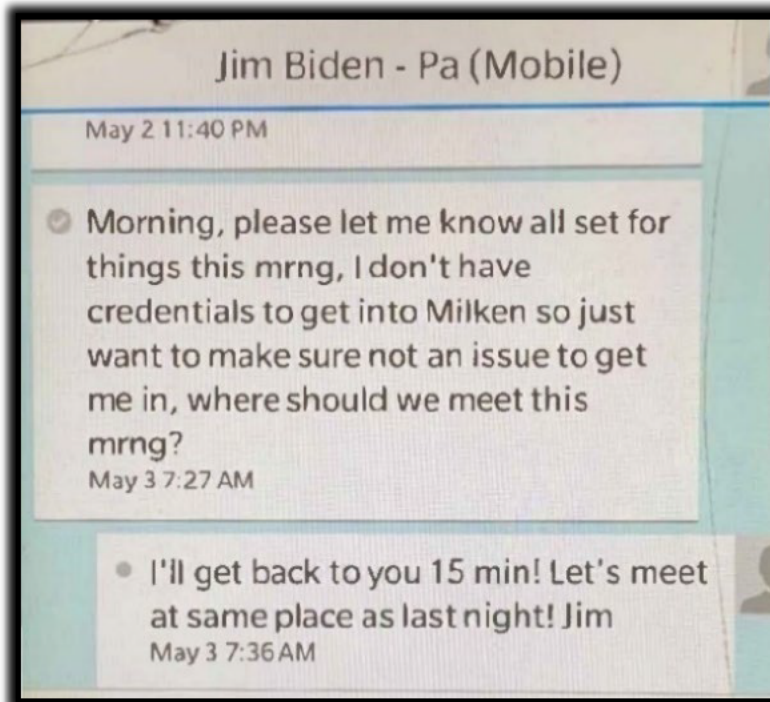 Jim Biden - Pa (Mobile)
May 2 11:40 PM
Morning, please let me know all set for
things this mrng, I don't have
credentials to get into Milken so just
want to make sure not an issue to get
me in, where should we meet this
mrng?
May 3 7:27 AM
I'll get back to you 15 min! Let's meet
at same place as last night! Jim
May 3 7:36 AM